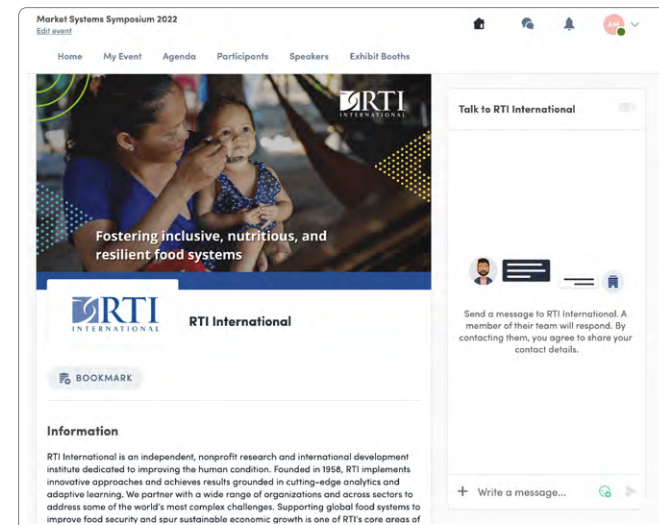 Market Systems Symposium 2022
Edit event
AM
Home My Event Agenda Participants Speakers Exhibit Booths
RTI
INTERNATIONAL
Fostering inclusive, nutritious, and
resilient food systems
RTI
INTERNATIONAL
RTI International
BOOKMARK
Information
RTI International is an independent, nonprofit research and international development
institute dedicated to improving the human condition. Founded in 1958, RTI implements
innovative approaches and achieves results grounded in cutting-edge analytics and
adaptive learning. We partner with a wide range of organizations and across sectors to
address some of the world's most complex challenges. Supporting global food systems to
improve food security and spur sustainable economic growth is one of RTI's core areas of
Talk to RTI International
Send a message to RTI International. A
member of their team will respond. By
contacting them, you agree to share your
contact details.
Write a message...